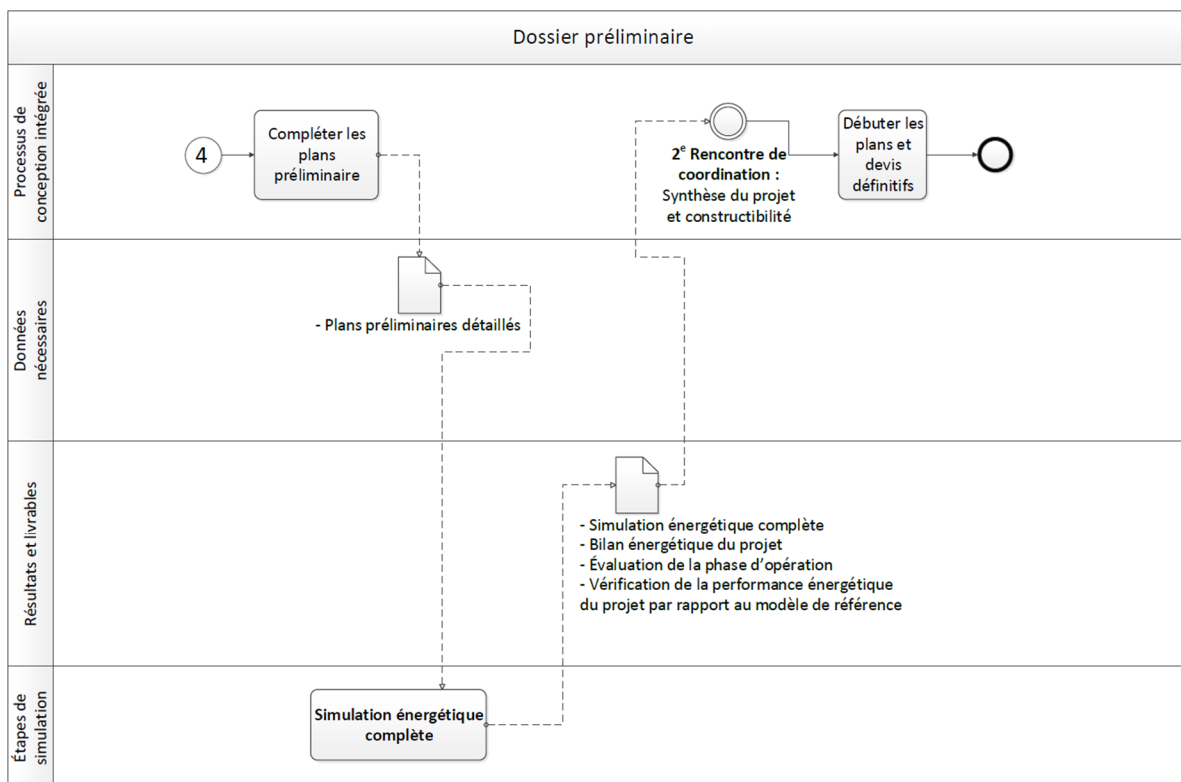 Dossier préliminaire
Processus de
conception intégrée
4
Compléter les
plans
préliminaire
2e Rencontre de
coordination :
Synthèse du projet
et constructibilité
Débuter les
plans et
devis
définitifs
Données
nécessaires
- Plans préliminaires détaillés
Résultats et livrables
- Simulation énergétique complète
- Bilan énergétique du projet
- Évaluation de la phase d’opération
- Vérification de la performance énergétique
du projet par rapport au modèle de référence
Étapes de
simulation
Simulation énergétique
complète